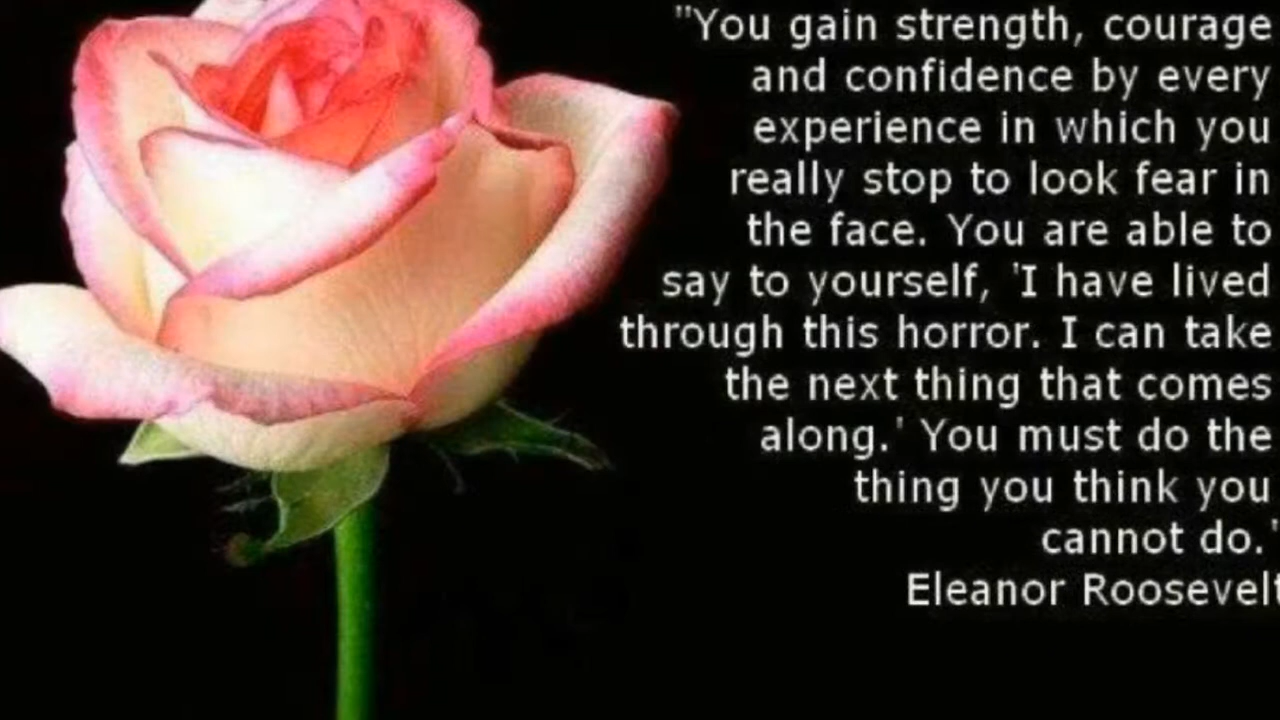 "You gain strength, courage
and confidence by every
experience in which you
really stop to look fear in
the face. You are able to
say to yourself, 'I have lived
through this horror. I can take
the next thing that comes
along.' You must do the
thing you think you
cannot do.'
Eleanor Roosevelt